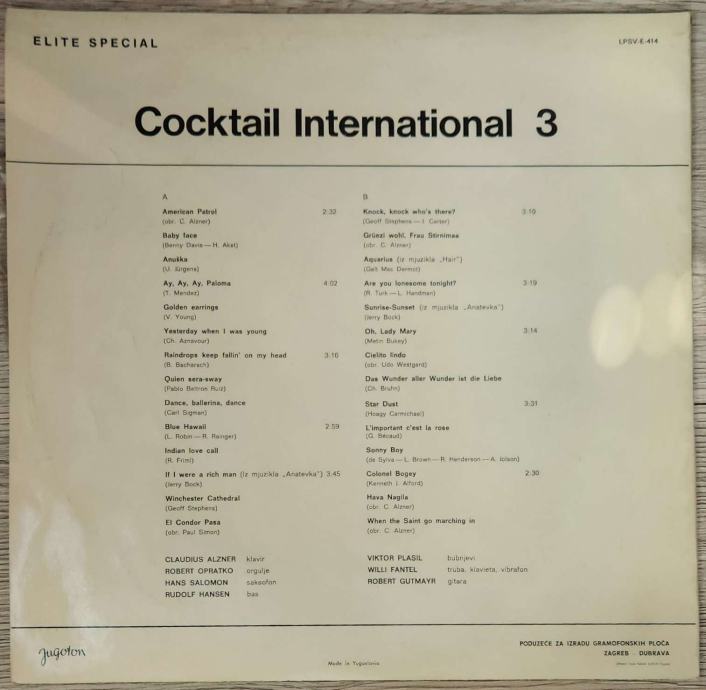 ELITE SPECIAL
LPSV-E-414
Cocktail International 3
A
American Patrol 2:32
(obr. C. Alzner)
Baby face
(Benny Davis — H. Akst)
Anuška
(U. Jürgens)
Ay, Ay, Ay, Paloma 4:02
(T. Mendez)
Golden earrings
(V. Young)
Yesterday when I was young
(Ch. Aznavour)
Raindrops keep fallin' on my head 3:16
(B. Bacharach)
Quien sera-sway
(Pablo Beltron Ruiz)
Dance, ballerina, dance
(Carl Sigman)
Blue Hawaii 2:59
(L. Robin — R. Rainger)
Indian love call
(R. Friml)
If I were a rich man (iz mjuzikla „Anatevka") 3:45
(Jerry Bock)
Winchester Cathedral
(Geoff Stephens)
El Condor Pasa
(obr. Paul Simon)
CLAUDIUS ALZNER klavir
ROBERT OPRATKO orgulje
HANS SALOMON saksofon
RUDOLF HANSEN bas
B
Knock, knock who's there? 3:10
(Geoff Stephens — I. Carter)
Grüezi wohl, Frau Stirnimaa
(obr. C. Alzner)
Aquarius (iz mjuzikla „Hair")
(Galt Mac Dermot)
Are you lonesome tonight? 3:19
(R. Turk — L. Handman)
Sunrise-Sunset (iz mjuzikla „Anatevka")
(Jerry Bock)
Oh, Lady Mary 3:14
(Metin Bukey)
Cielito lindo
(obr. Udo Westgard)
Das Wunder aller Wunder ist die Liebe
(Ch. Bruhn)
Star Dust 3:31
(Hoagy Carmichael)
L'important c'est la rose
(G. Bécaud)
Sonny Boy
(de Sylva — L. Brown — R. Henderson — A. Jolson)
Colonel Bogey 2:30
(Kenneth J. Alford)
Hava Nagila
(obr. C. Alzner)
When the Saint go marching in
(obr. C. Alzner)
VIKTOR PLASIL bubnjevi
WILLI FANTEL truba, klavieta, vibrafon
ROBERT GUTMAYR gitara
Jugoton
Made in Yugoslavia
PODUZEĆE ZA IZRADU GRAMOFONSKIH PLOČA
ZAGREB - DUBRAVA